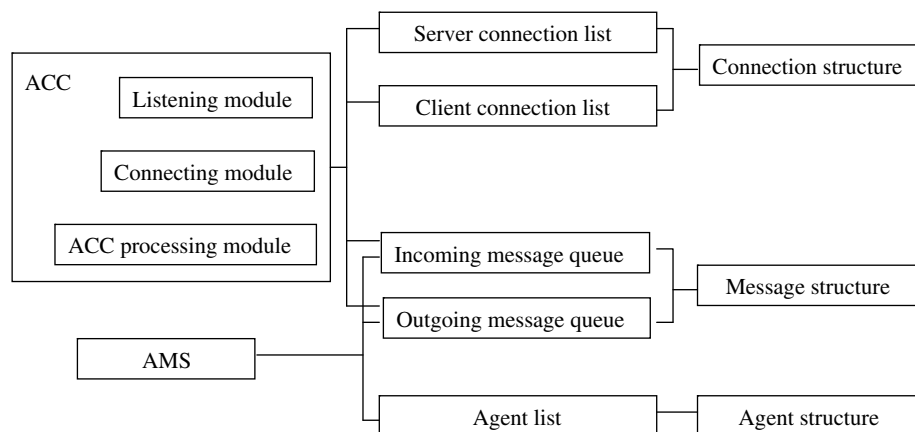 Server connection list
ACC
Connection structure
Listening module
Client connection list
Connecting module
ACC processing module
Incoming message queue
Message structure
Outgoing message queue
AMS
Agent list
Agent structure